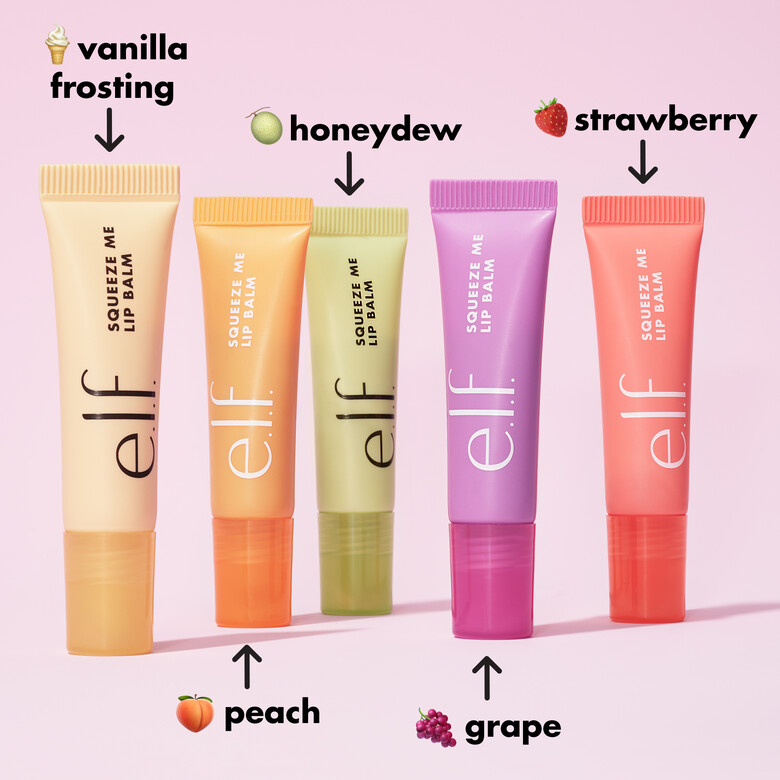 vanilla
frosting
honeydew
strawberry
SQUEEZE ME
LIP BALM
e.l.f.
SQUEEZE ME
LIP BALM
e.l.f.
SQUEEZE ME
LIP BALM
e.l.f.
SQUEEZE ME
LIP BALM
e.l.f.
SQUEEZE ME
LIP BALM
e.l.f.
peach
grape